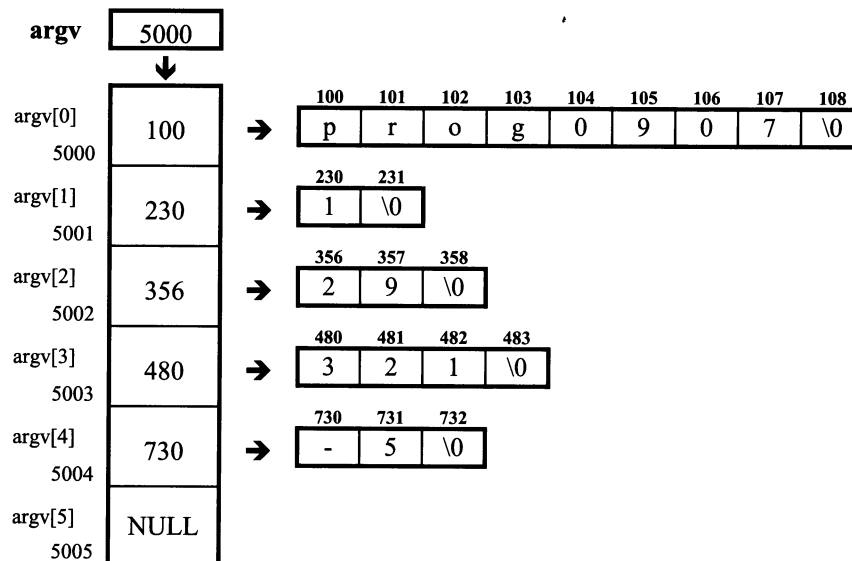 argv 5000
100 101 102 103 104 105 106 107 108
argv[0] 100 p r o g 0 9 0 7 \0
5000
230 231
argv[1] 230 1 \0
5001
356 357 358
argv[2] 356 2 9 \0
5002
480 481 482 483
argv[3] 480 3 2 1 \0
5003
730 731 732
argv[4] 730 - 5 \0
5004
argv[5] NULL
5005